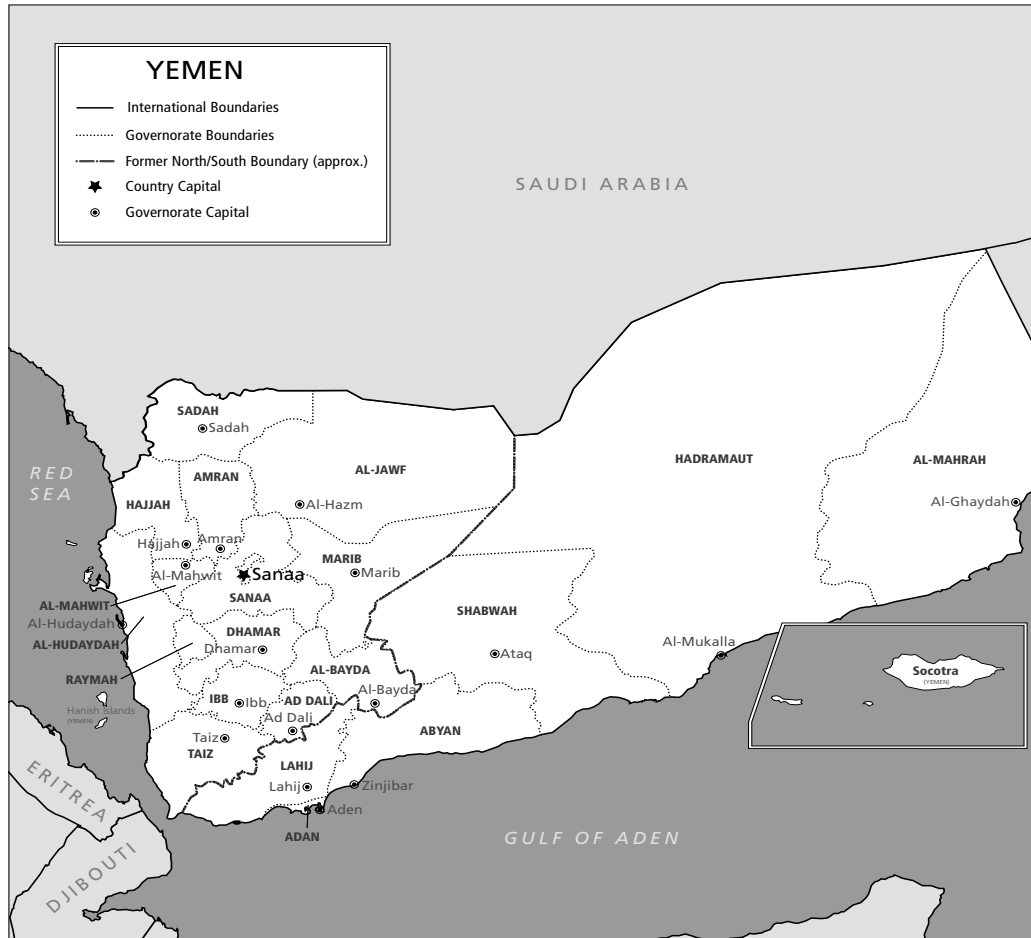 YEMEN
International Boundaries
Governorate Boundaries
Former North/South Boundary (approx.)
Country Capital
Governorate Capital
SAUDI ARABIA
SADAH
Sadah
RED
SEA
AMRAN
AL-JAWF
HADRAMAUT
AL-MAHRAH
HAJJAH
Al-Hazm
Al-Ghaydah
Hajjah
Amran
MARIB
Al-Mahwit
Sanaa
Marib
SANAA
AL-MAHWIT
SHABWAH
Al-Hudaydah
DHAMAR
AL-HUDAYDAH
Dhamar
Ataq
Al-Mukalla
AL-BAYDA
Socotra
(YEMEN)
RAYMAH
IBB
Ibb
AD DALI
Al-Bayda
Hanish Islands
(YEMEN)
Ad Dali
ABYAN
Taiz
TAIZ
LAHIJ
Lahij
Zinjibar
ERITREA
Aden
ADAN
GULF OF ADEN
DJIBOUTI